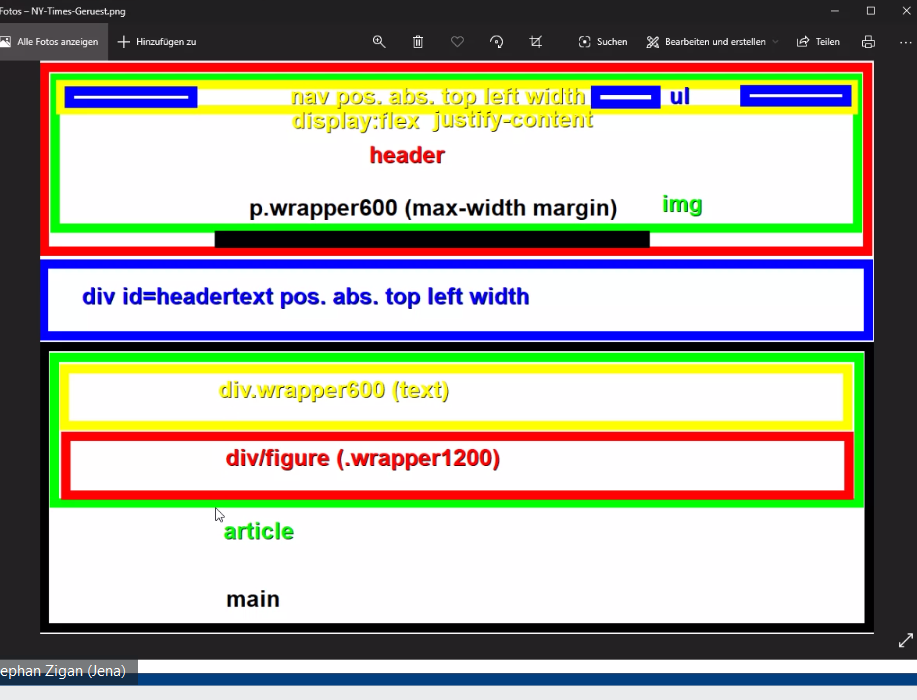 Fotos – NY-Times-Geruest.png
Alle Fotos anzeigen
Hinzufügen zu
Suchen
Bearbeiten und erstellen
Teilen
nav pos. abs. top left width
ul
display:flex justify-content
header
p.wrapper600 (max-width margin)
img
div id=headertext pos. abs. top left width
div.wrapper600 (text)
div/figure (.wrapper1200)
article
main
ephan Zigan (Jena)